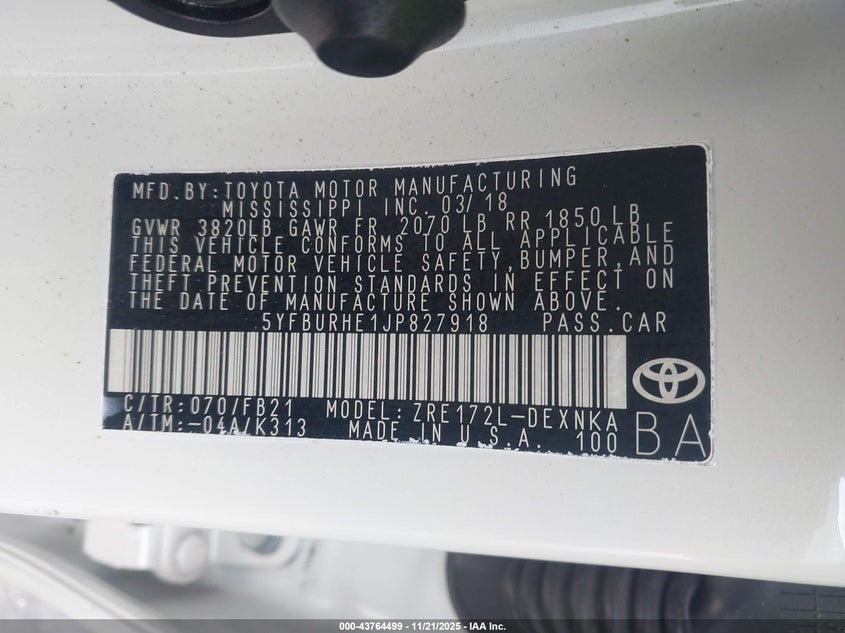 MFD.BY:TOYOTA MOTOR MANUFACTURING
MISSISSIPPI INC. 03/18
GVWR 3820LB GAWR FR 2070 LB RR 1850 LB
THIS VEHICLE CONFORMS TO ALL APPLICABLE
FEDERAL MOTOR VEHICLE SAFETY,BUMPER,AND
THEFT PREVENTION STANDARDS IN EFFECT ON
THE DATE OF MANUFACTURE SHOWN ABOVE.
5YFBURHE1JP827918 PASS.CAR
C/TR:070/FB21 MODEL:ZRE172L-DEXNKA
A/TM:-04A/K313 MADE IN U.S.A. 100
BA
000-43764499 - 11/21/2025 - IAA Inc.